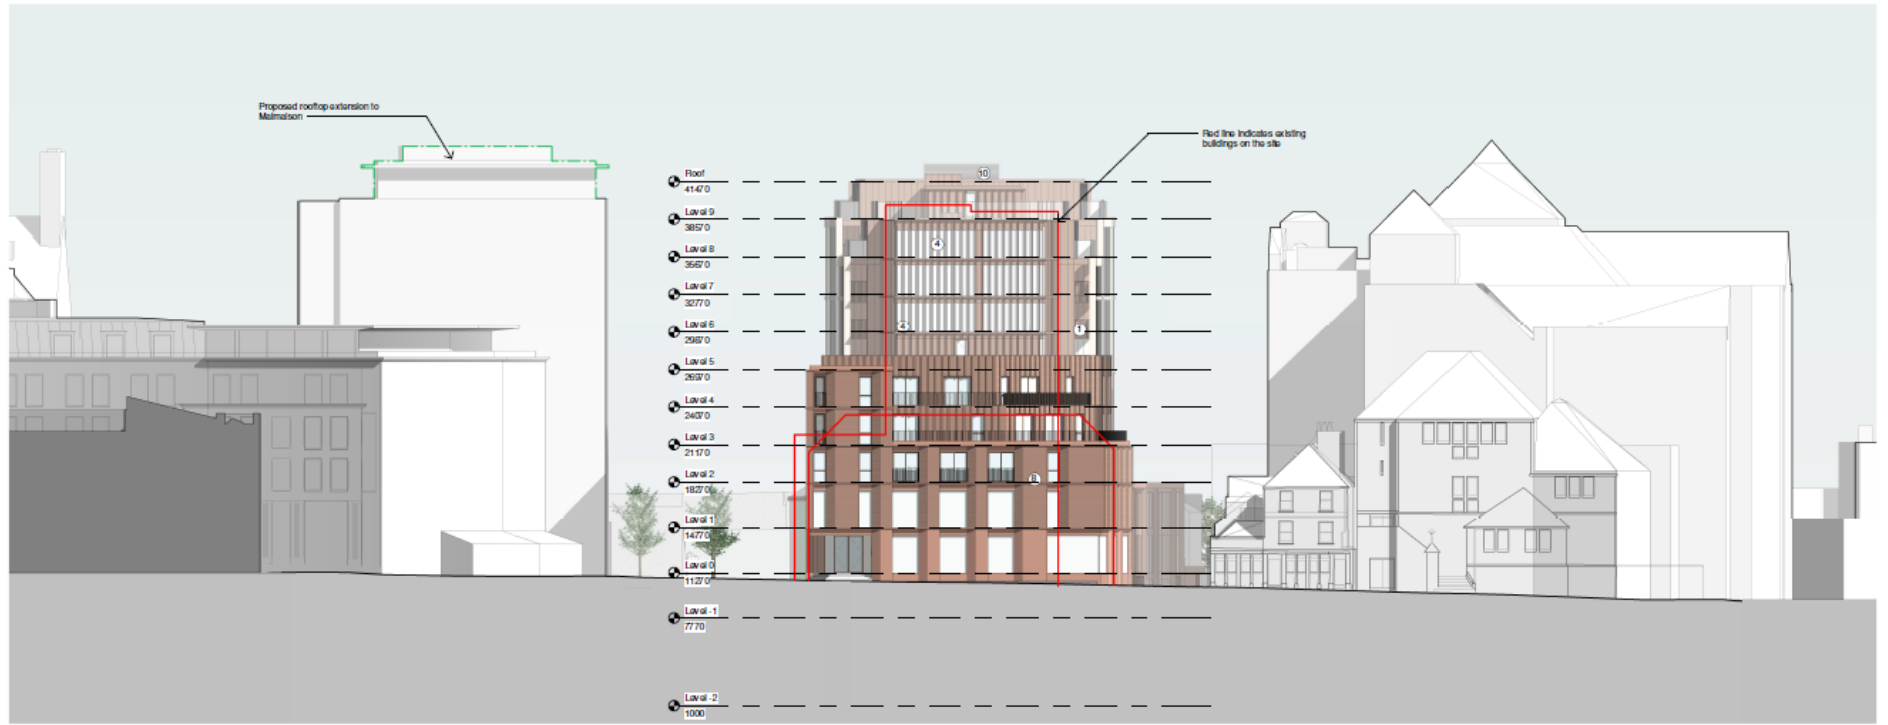 Proposed rooftop extension to
Malmaison
Red line indicates existing
buildings on the site
Roof
41470
10
Level 9
38570
4
Level 8
35670
Level 7
32770
Level 6
29870
4
1
Level 5
26970
Level 4
24070
Level 3
21170
Level 2
18270
8
Level 1
14770
Level 0
11270
Level -1
7770
Level -2
1000